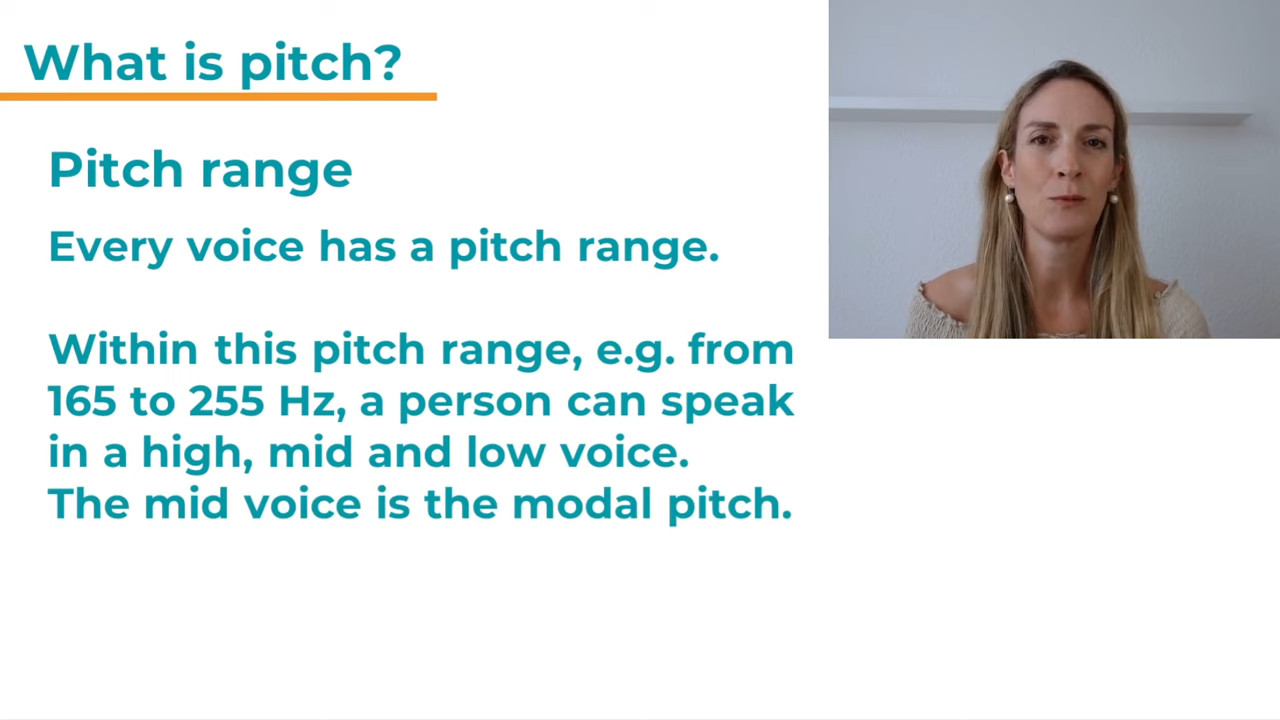 What is pitch?
Pitch range
Every voice has a pitch range.
Within this pitch range, e.g. from
165 to 255 Hz, a person can speak
in a high, mid and low voice.
The mid voice is the modal pitch.